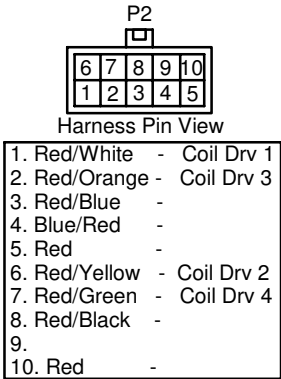 P2
6 7 8 9 10
1 2 3 4 5
Harness Pin View
1. Red/White - Coil Drv 1
2. Red/Orange - Coil Drv 3
3. Red/Blue -
4. Blue/Red -
5. Red -
6. Red/Yellow - Coil Drv 2
7. Red/Green - Coil Drv 4
8. Red/Black -
9.
10. Red -